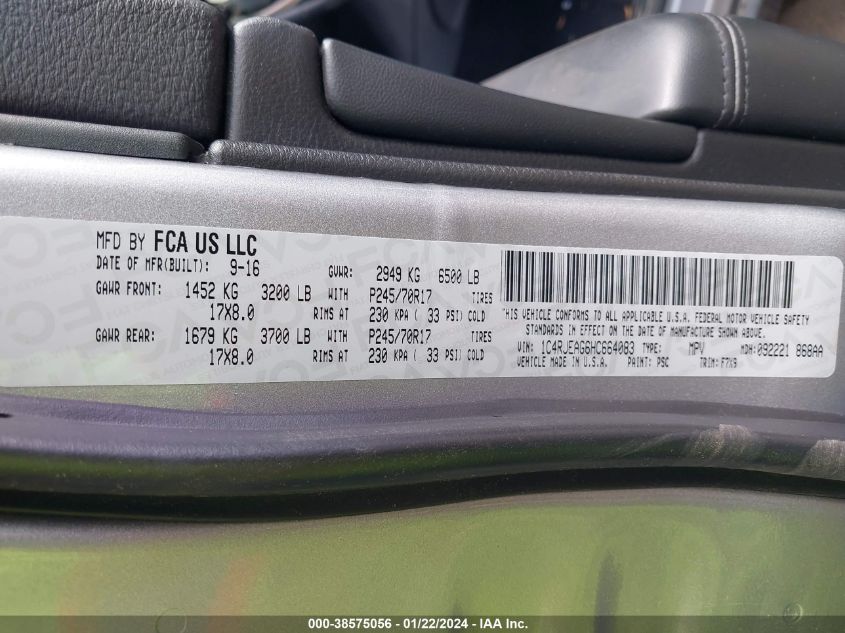 MFD BY FCA US LLC
DATE OF MFR(BUILT): 9-16 GVWR: 2949 KG 6500 LB
GAWR FRONT: 1452 KG 3200 LB WITH P245/70R17 TIRES
17X8.0 RIMS AT 230 KPA ( 33 PSI) COLD
GAWR REAR: 1679 KG 3700 LB WITH P245/70R17 TIRES
17X8.0 RIMS AT 230 KPA ( 33 PSI) COLD
THIS VEHICLE CONFORMS TO ALL APPLICABLE U.S.A. FEDERAL MOTOR VEHICLE SAFETY
STANDARDS IN EFFECT ON THE DATE OF MANUFACTURE SHOWN ABOVE.
VIN: 1C4RJEAG6HC664083 TYPE: MPV MDH: 092221 868AA
VEHICLE MADE IN U.S.A. PAINT: PSC TRIM: F7X9
000-38575056 - 01/22/2024 - IAA Inc.